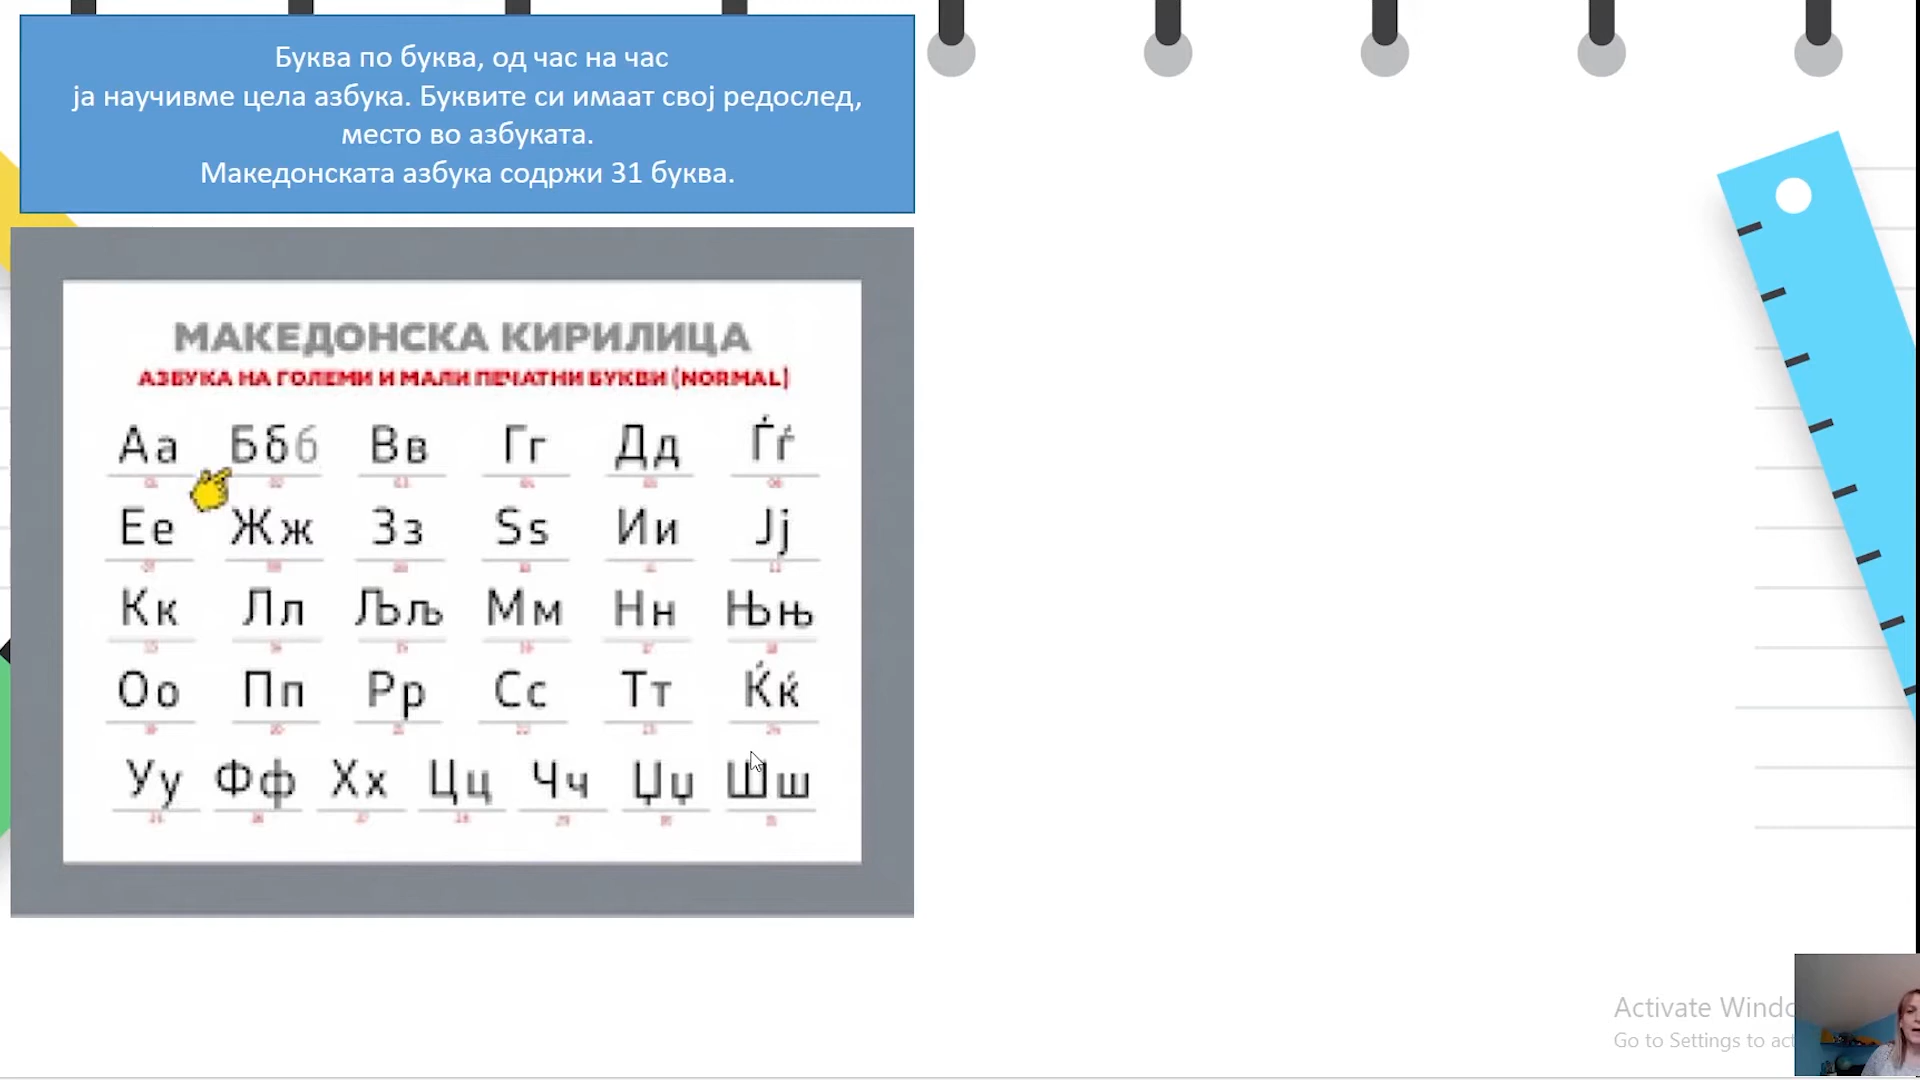 Буква по буква, од час на час
ја научивме цела азбука. Буквите си имаат свој редослед,
место во азбуката.
Македонската азбука содржи 31 буква.
МАКЕДОНСКА КИРИЛИЦА
АЗБУКА НА ГОЛЕМИ И МАЛИ ПЕЧАТНИ БУКВИ (NORMAL)
Аа Ббб Вв Гг Дд Ѓѓ
Ее Жж Зз Ѕѕ Ии Јј
Кк Лл Љљ Мм Нн Њњ
Оо Пп Рр Сс Тт Ќќ
Уу Фф Хх Цц Чч Џџ Шш
Activate Windo
Go to Settings to act